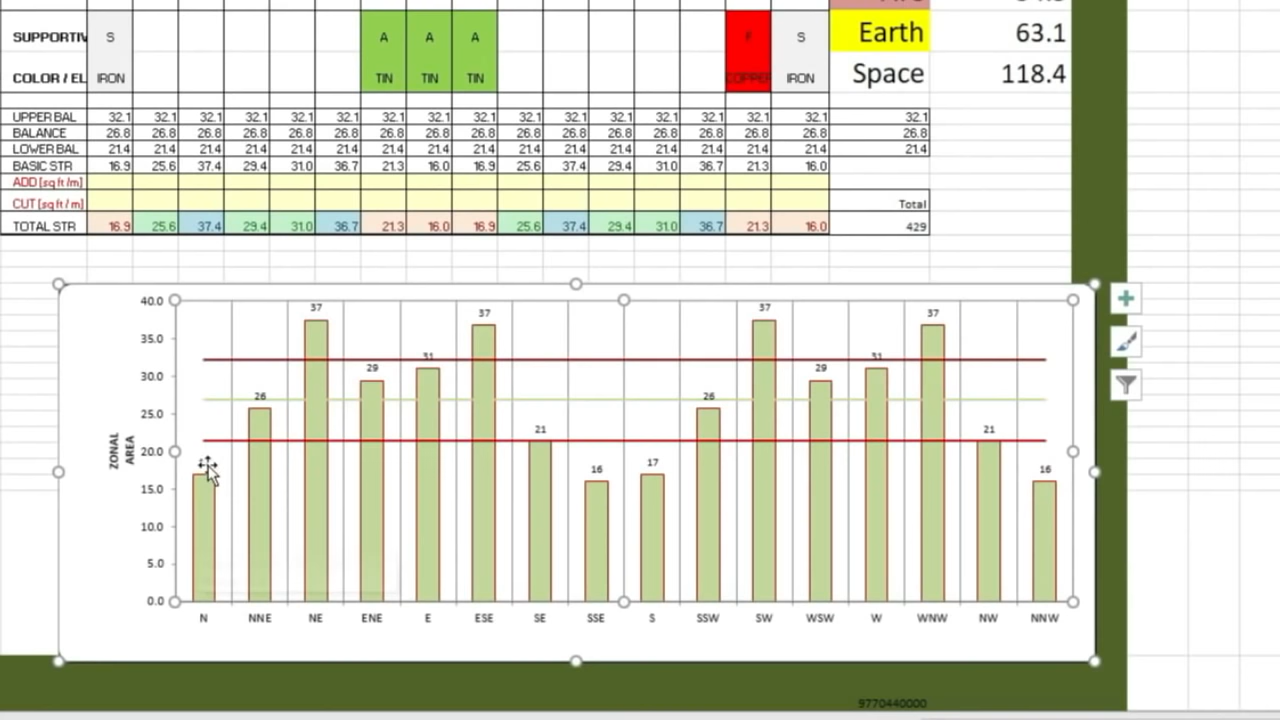 Earth 63.1
Space 118.4
SUPPORTIV S A A A F S
COLOR / EL IRON TIN TIN TIN COPPER IRON
UPPER BAL 32.1 32.1 32.1 32.1 32.1 32.1 32.1 32.1 32.1 32.1 32.1 32.1 32.1 32.1 32.1 32.1 32.1
BALANCE 26.8 26.8 26.8 26.8 26.8 26.8 26.8 26.8 26.8 26.8 26.8 26.8 26.8 26.8 26.8 26.8 26.8
LOWER BAL 21.4 21.4 21.4 21.4 21.4 21.4 21.4 21.4 21.4 21.4 21.4 21.4 21.4 21.4 21.4 21.4 21.4
BASIC STR 16.9 25.6 37.4 29.4 31.0 36.7 21.3 16.0 16.9 25.6 37.4 29.4 31.0 36.7 21.3 16.0
ADD [sq ft /m]
CUT [sq ft / m] Total
TOTAL STR 16.9 25.6 37.4 29.4 31.0 36.7 21.3 16.0 16.9 25.6 37.4 29.4 31.0 36.7 21.3 16.0 429
ZONAL
AREA
40.0
35.0
30.0
25.0
20.0
15.0
10.0
5.0
0.0
26 37 29 31 37 21 16 17 26 37 29 31 37 21 16
N NNE NE ENE E ESE SE SSE S SSW SW WSW W WNW NW NNW
9770440000